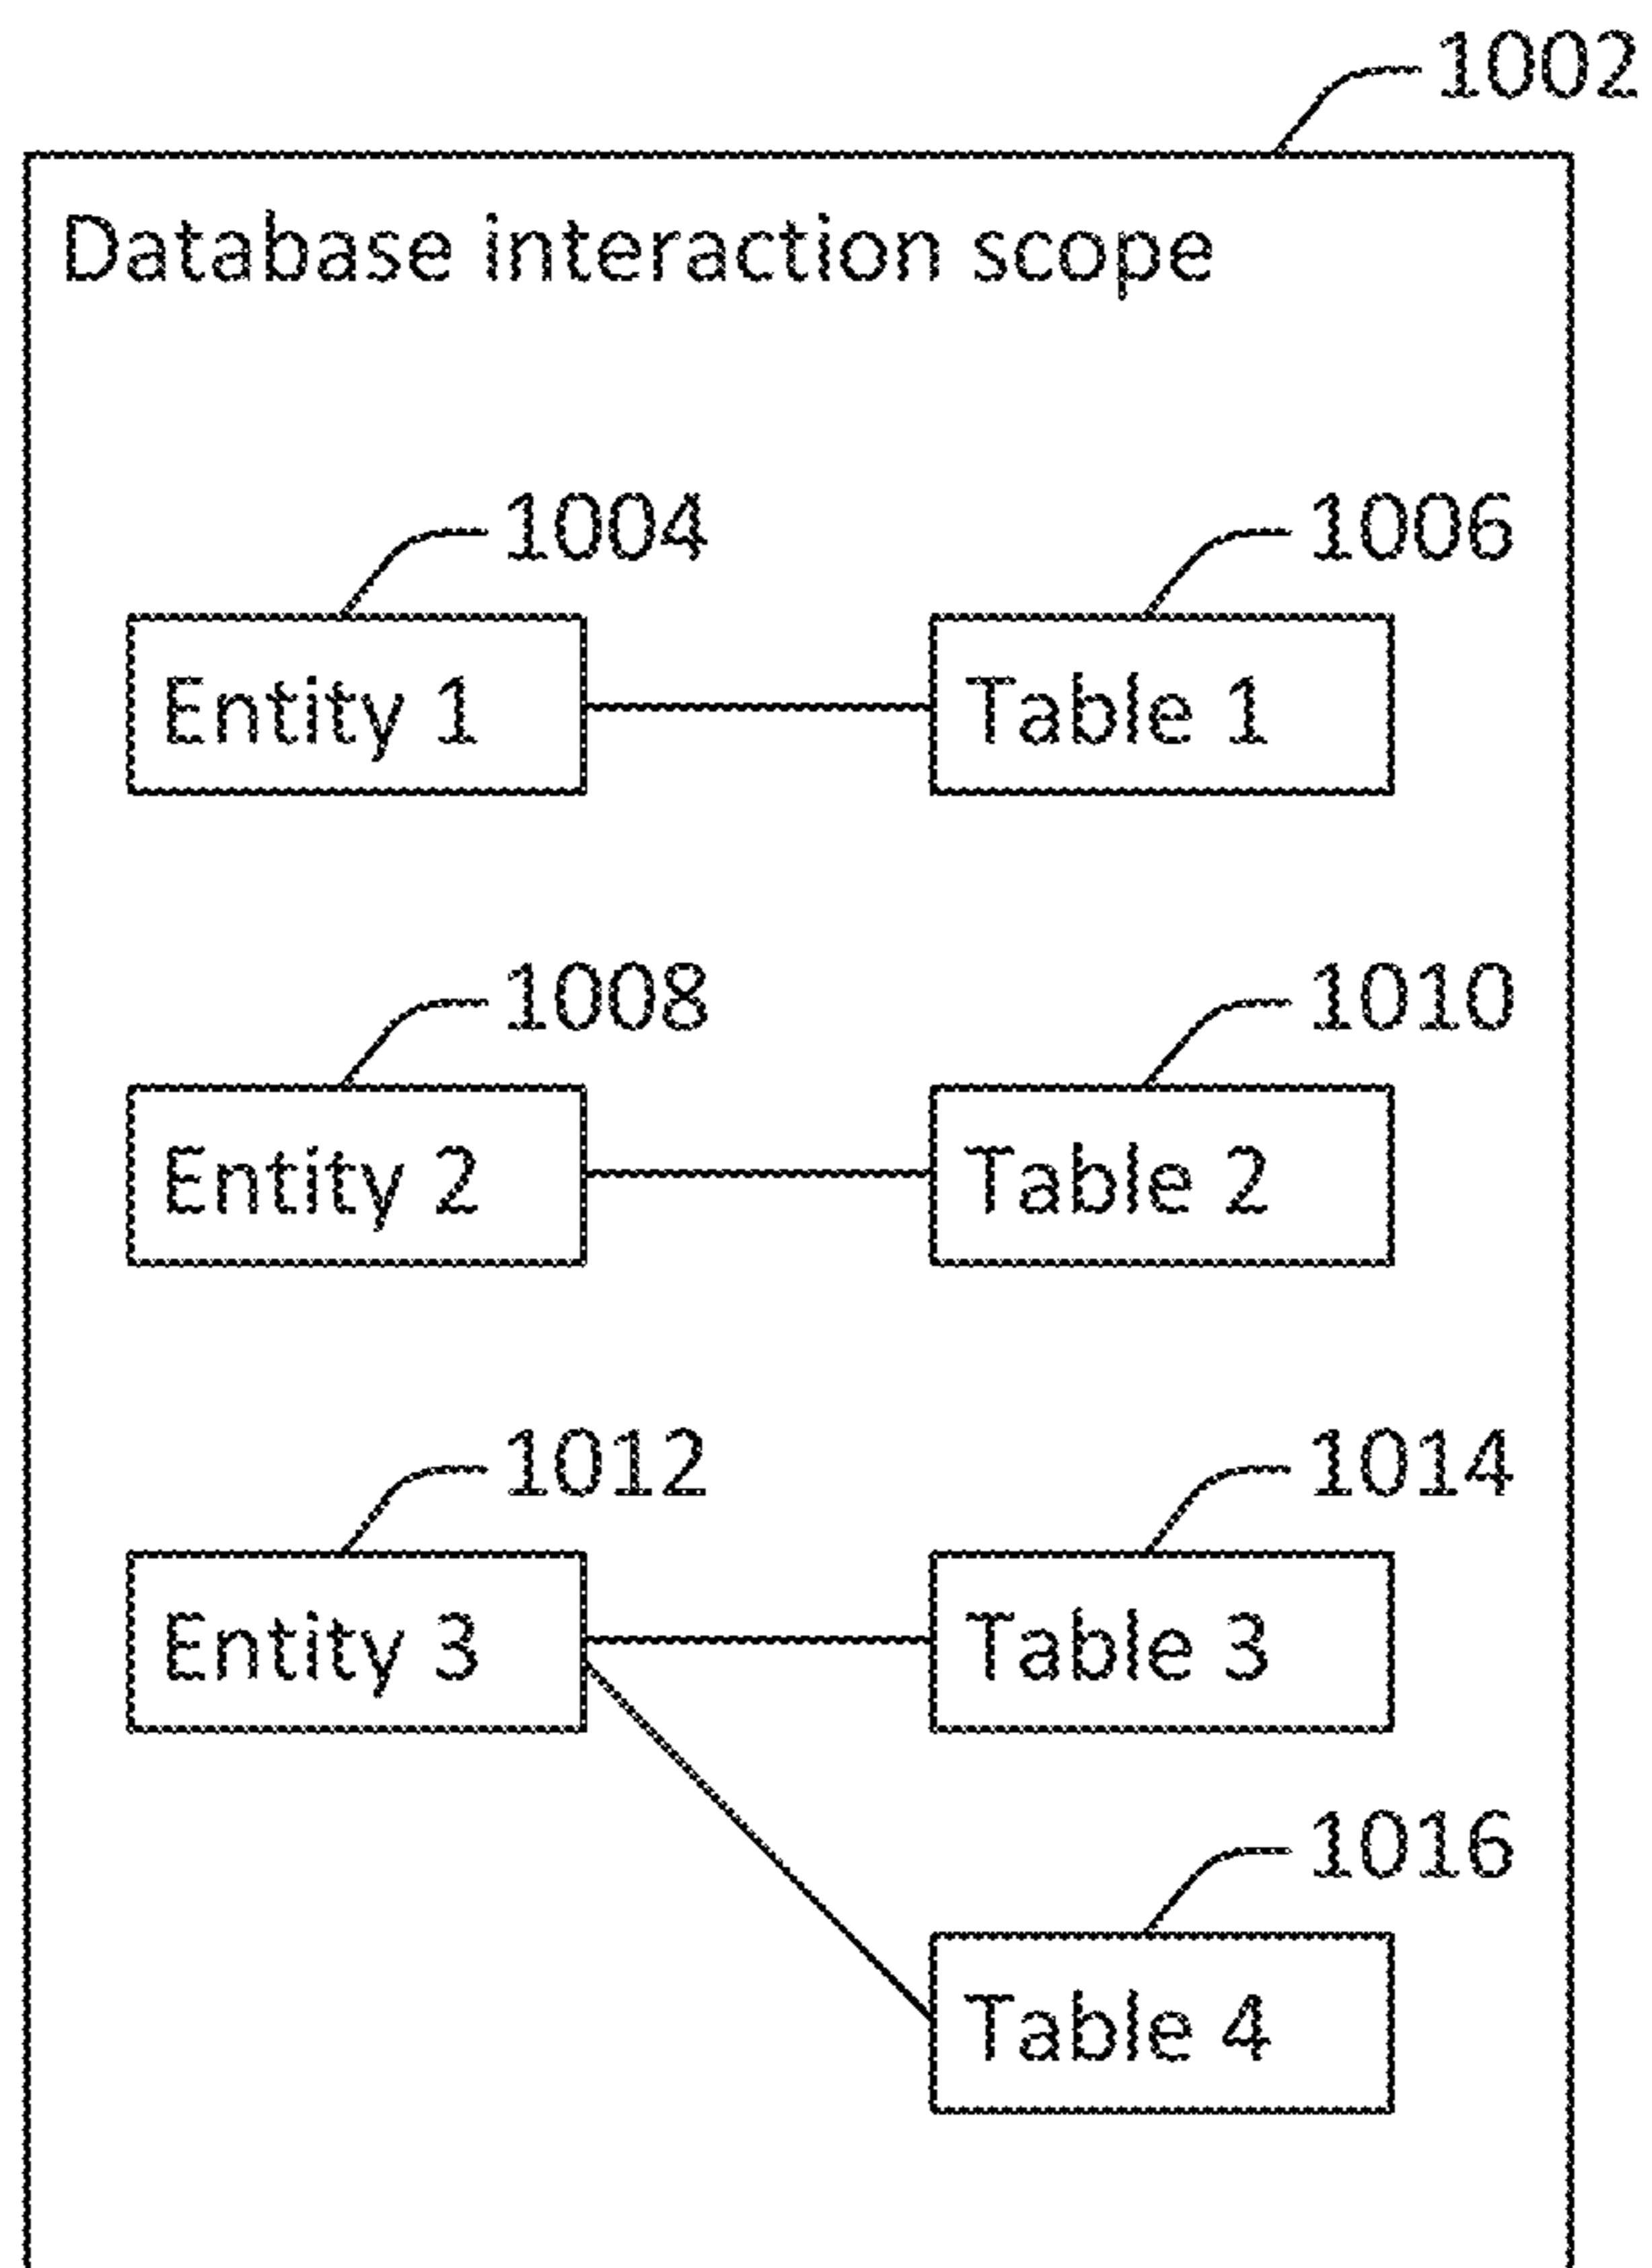 1002
Database interaction scope
1004
1006
Entity 1
Table 1
1008
1010
Entity 2
Table 2
1012
1014
Entity 3
Table 3
1016
Table 4